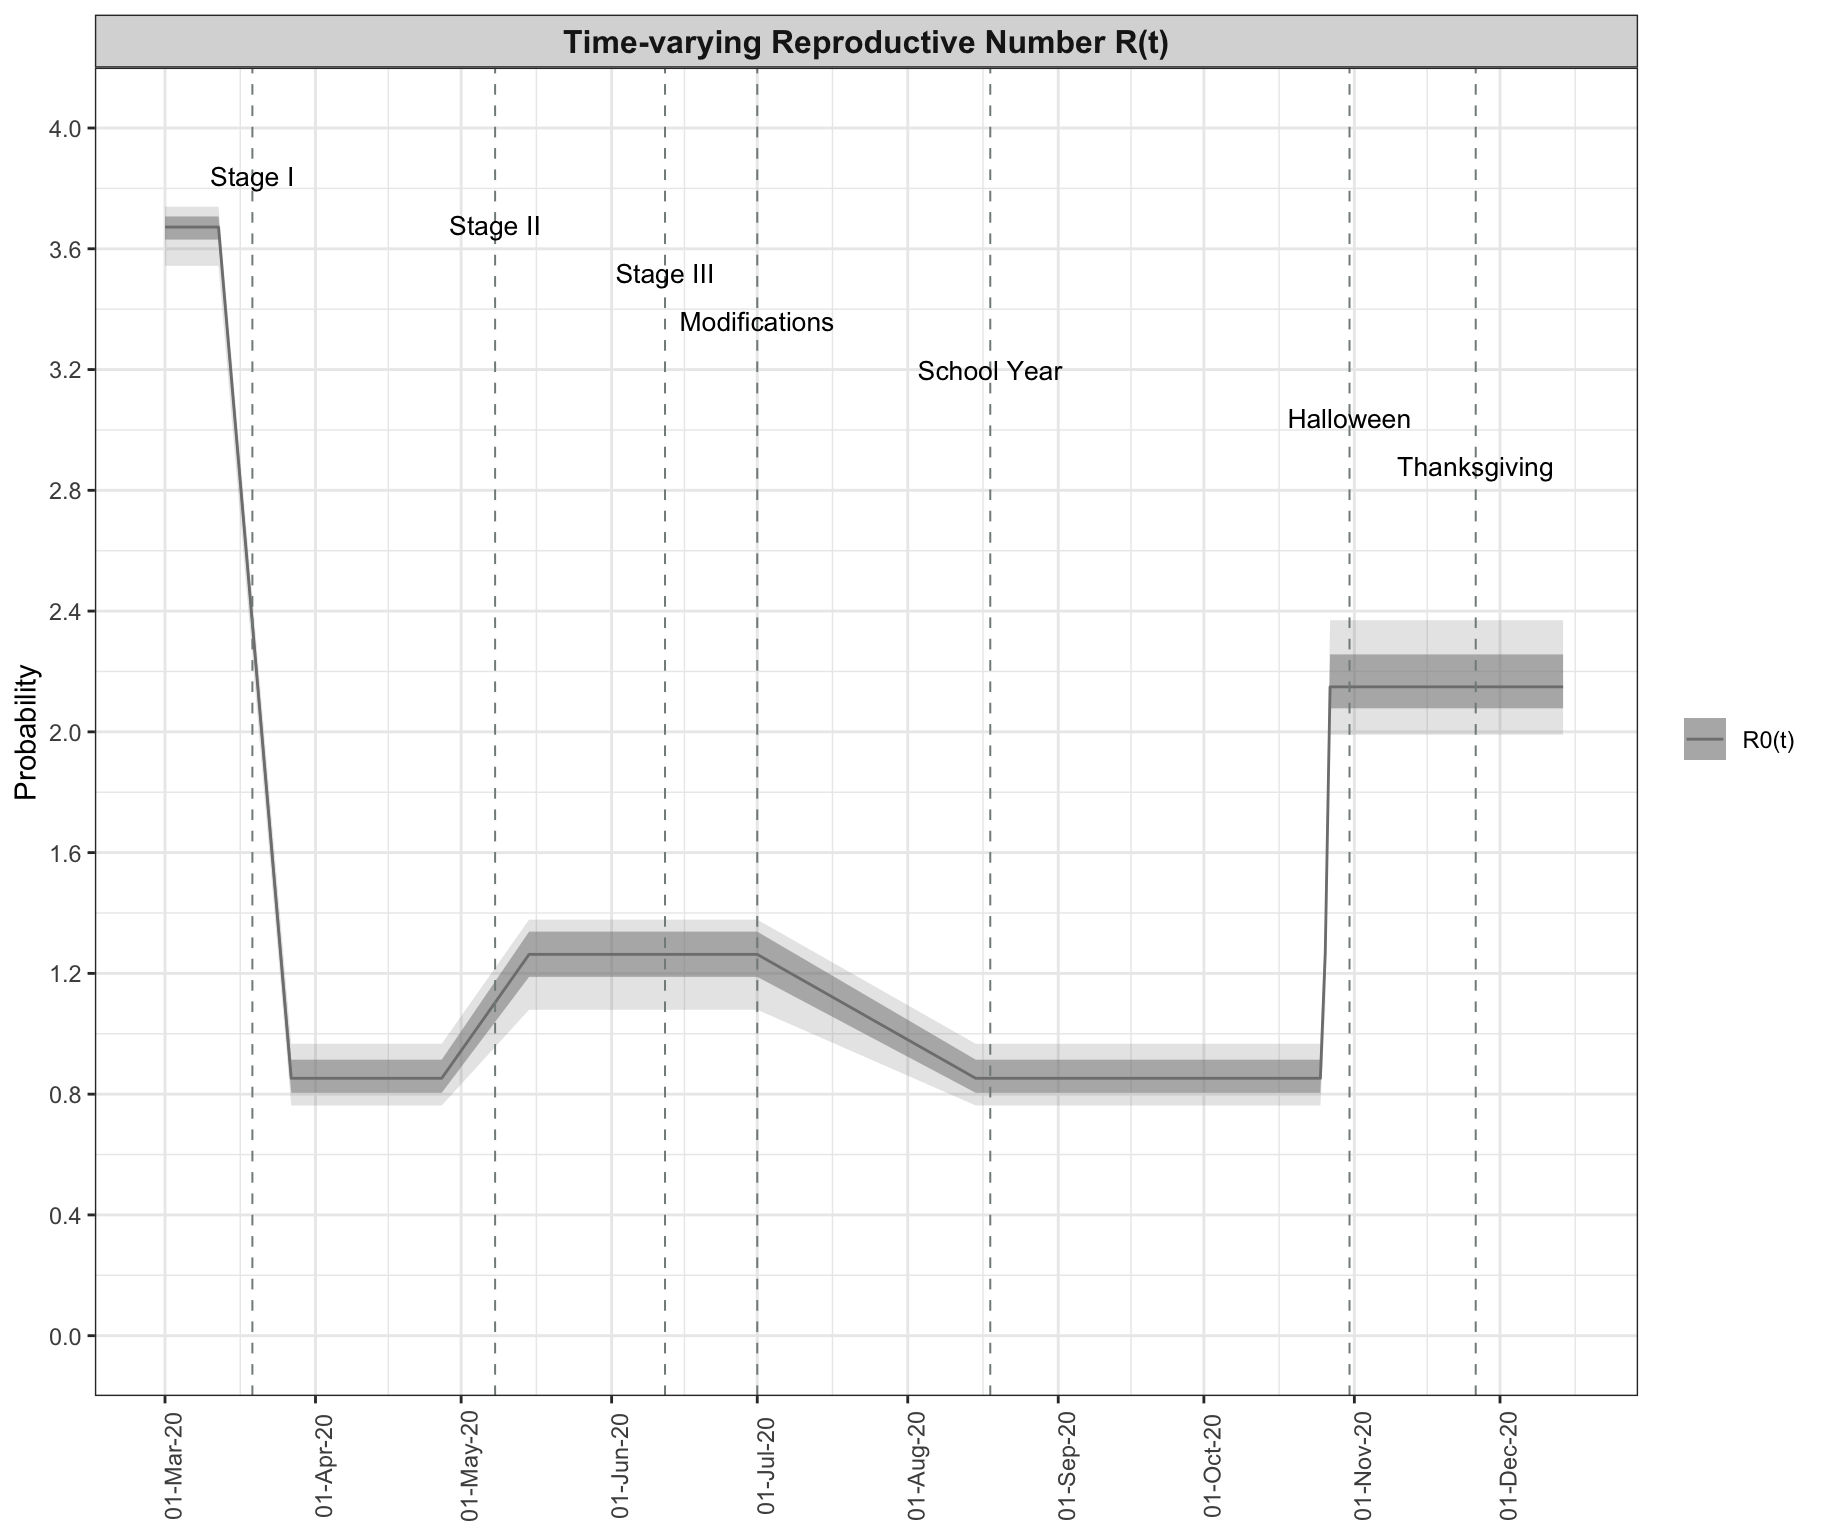 Time-varying Reproductive Number R(t)
Probability
4.0
3.6
3.2
2.8
2.4
2.0
1.6
1.2
0.8
0.4
0.0
Stage I
Stage II
Stage III
Modifications
School Year
Halloween
Thanksgiving
R0(t)
01-Mar-20
01-Apr-20
01-May-20
01-Jun-20
01-Jul-20
01-Aug-20
01-Sep-20
01-Oct-20
01-Nov-20
01-Dec-20